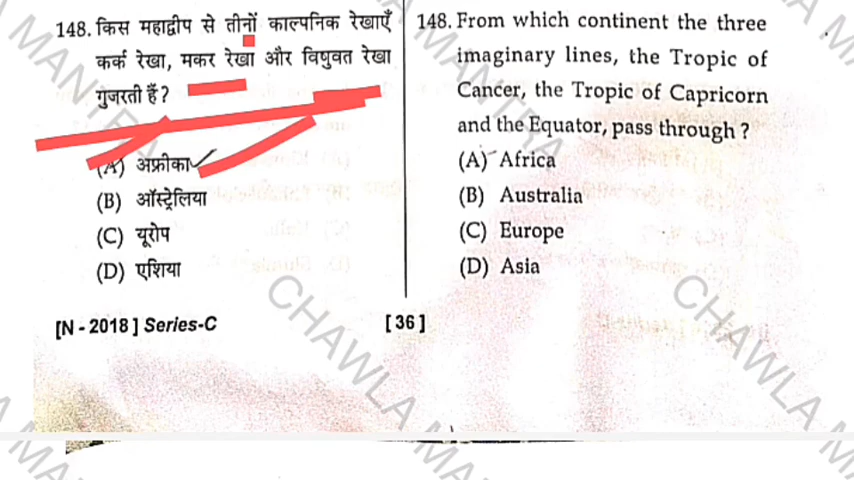 148. किस महाद्वीप से तीनों काल्पनिक रेखाएँ
कर्क रेखा, मकर रेखा और विषुवत रेखा
गुजरती हैं?
(A) अफ्रीका
(B) ऑस्ट्रेलिया
(C) यूरोप
(D) एशिया
148. From which continent the three
imaginary lines, the Tropic of
Cancer, the Tropic of Capricorn
and the Equator, pass through ?
(A) Africa
(B) Australia
(C) Europe
(D) Asia
[N - 2018 ] Series-C
[ 36 ]
CHAWLA MANTRA
CHAWLA MANTRA